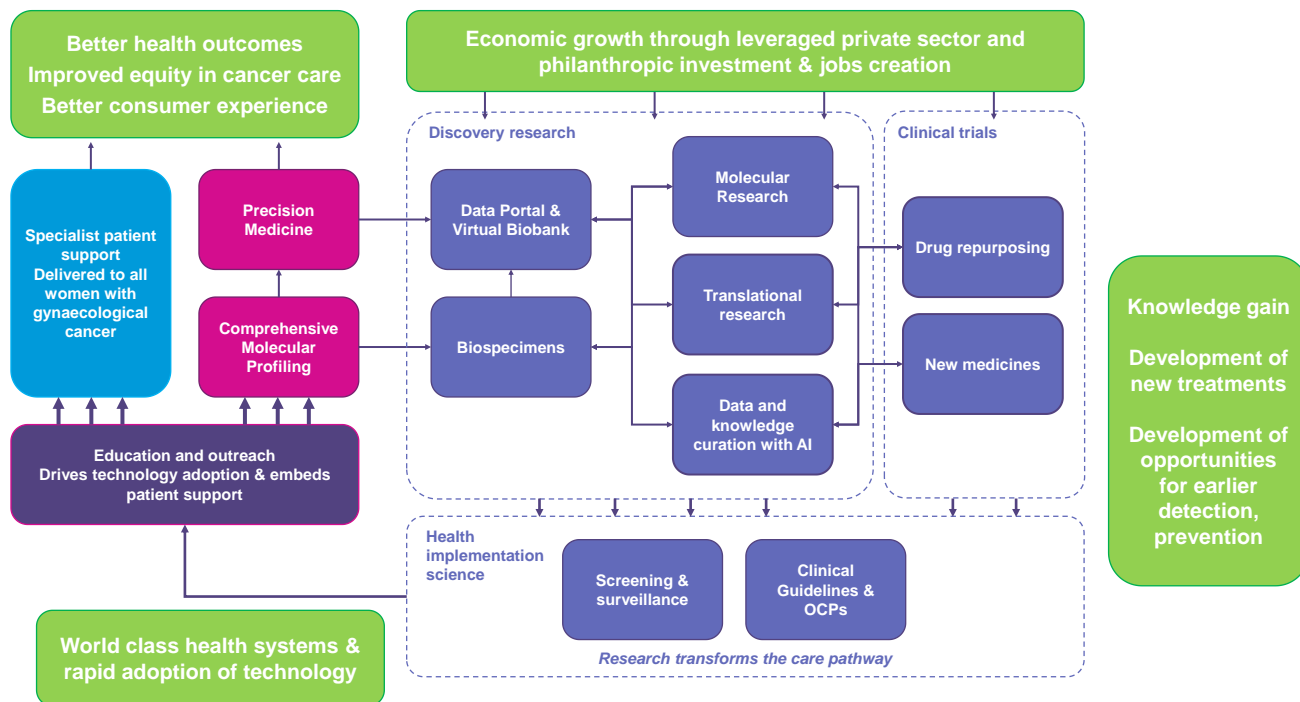 Better health outcomes
Improved equity in cancer care
Better consumer experience
Economic growth through leveraged private sector and
philanthropic investment & jobs creation
Discovery research
Clinical trials
Specialist patient
support
Delivered to all
women with
gynaecological
cancer
Precision
Medicine
Data Portal &
Virtual Biobank
Molecular
Research
Drug repurposing
Comprehensive
Molecular
Profiling
Biospecimens
Translational
research
New medicines
Data and
knowledge
curation with AI
Knowledge gain
Development of
new treatments
Development of
opportunities
for earlier
detection,
prevention
Education and outreach
Drives technology adoption & embeds
patient support
Health
implementation
science
Screening &
surveillance
Clinical
Guidelines &
OCPs
Research transforms the care pathway
World class health systems &
rapid adoption of technology